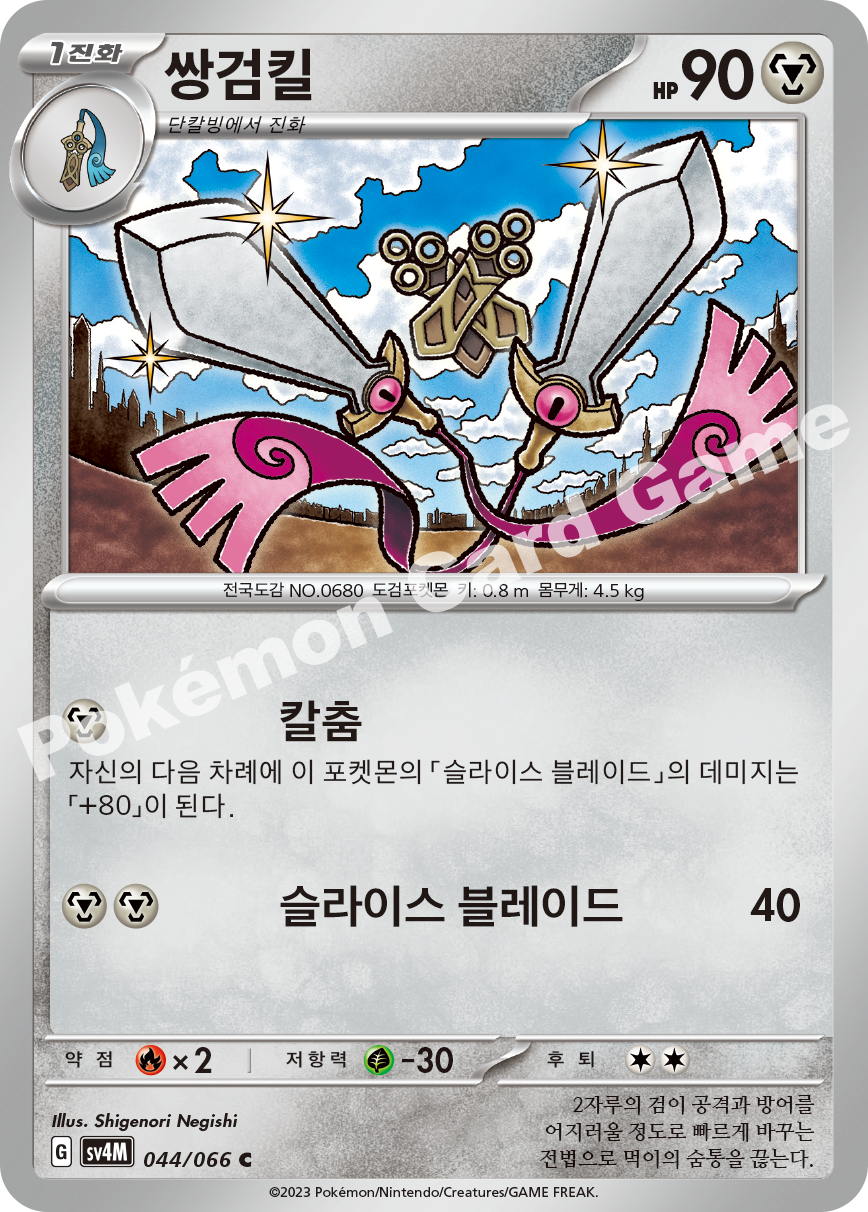 1진화
쌍검킬
HP 90
단칼빙에서 진화
전국도감 NO.0680 도검포켓몬 키: 0.8 m 몸무게: 4.5 kg
칼춤
자신의 다음 차례에 이 포켓몬의 「슬라이스 블레이드」의 데미지는
「+80」이 된다.
슬라이스 블레이드 40
약점 ×2 저항력 -30 후퇴
Illus. Shigenori Negishi
G SV4M 044/066 C
2자루의 검이 공격과 방어를
어지러울 정도로 빠르게 바꾸는
전법으로 먹이의 숨통을 끊는다.
©2023 Pokémon/Nintendo/Creatures/GAME FREAK.
Pokémon Card Game